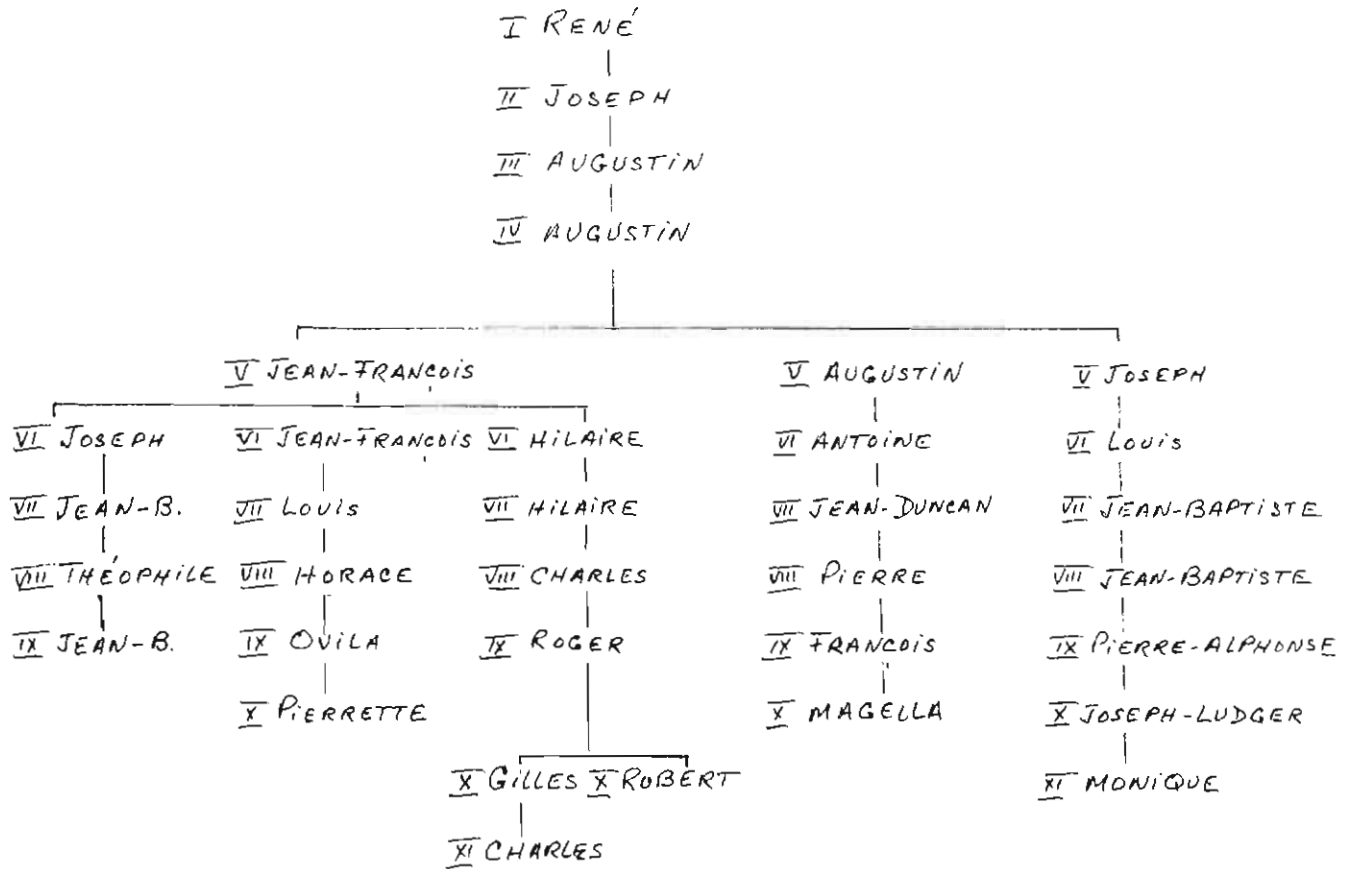 I RENÉ
II JOSEPH
III AUGUSTIN
IV AUGUSTIN
V JEAN-FRANÇOIS V AUGUSTIN V JOSEPH
VI JOSEPH VI JEAN-FRANÇOIS VI HILAIRE VI ANTOINE VI LOUIS
VII JEAN-B. VII LOUIS VII HILAIRE VII JEAN-DUNCAN VII JEAN-BAPTISTE
VIII THÉOPHILE VIII HORACE VIII CHARLES VIII PIERRE VIII JEAN-BAPTISTE
IX JEAN-B. IX OVILA IX ROGER IX FRANCOIS IX PIERRE-ALPHONSE
X PIERRETTE X MAGELLA X JOSEPH-LUDGER
X GILLES X ROBERT XI MONIQUE
XI CHARLES